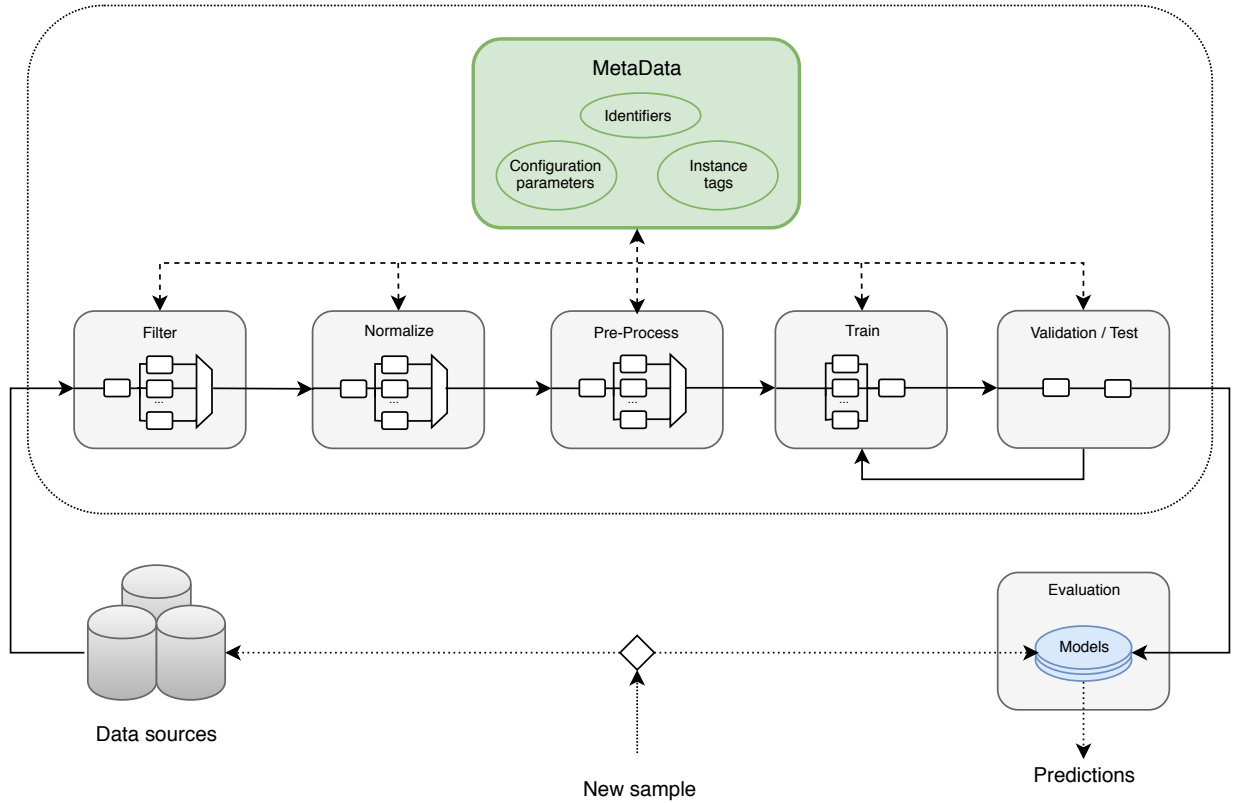 MetaData
Identifiers
Configuration
parameters
Instance
tags
Filter
...
Normalize
...
Pre-Process
...
Train
...
Validation / Test
Evaluation
Models
Data sources
New sample
Predictions